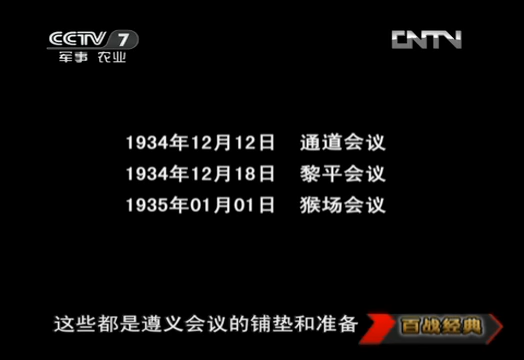 CCTV 7
军事 农业
CNTV
1934年12月12日 通道会议
1934年12月18日 黎平会议
1935年01月01日 猴场会议
这些都是遵义会议的铺垫和准备
百战经典